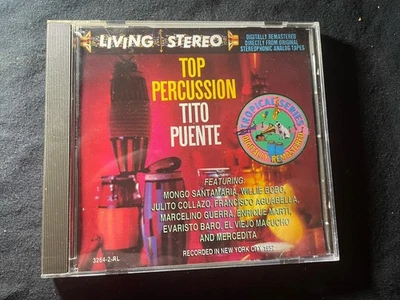 LIVING STEREO
DIGITALLY REMASTERED
DIRECTLY FROM ORIGINAL
STEREOPHONIC ANALOG TAPES
TOP
PERCUSSION
TITO
PUENTE
TROPICAL SERIES
REMASTERED
FEATURING:
MONGO SANTAMARIA, WILLIE BOBO,
JULITO COLLAZO, FRANCISCO AGUABELLA,
MARCELINO GUERRA, ENRIQUE MARTI,
EVARISTO BARO, EL VIEJO MACUCHO
AND MERCEDITA
RECORDED IN NEW YORK CITY 1957
3264-2-RL